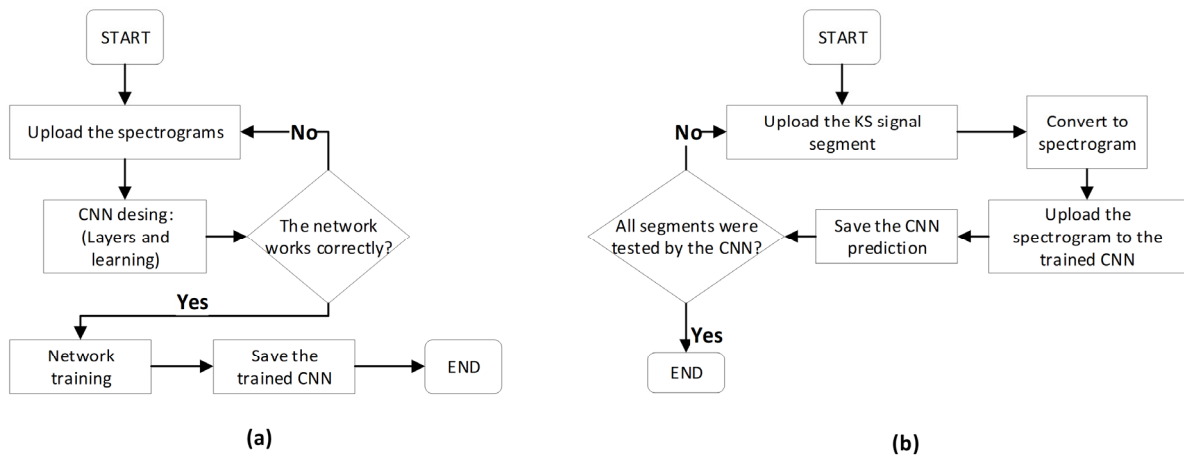 START
Upload the spectrograms
No
CNN desing:
(Layers and
learning)
The network
works correctly?
Yes
Network
training
Save the
trained CNN
END
(a)
START
Upload the KS signal
segment
Convert to
spectrogram
No
All segments were
tested by the CNN?
Save the CNN
prediction
Upload the
spectrogram to the
trained CNN
Yes
END
(b)